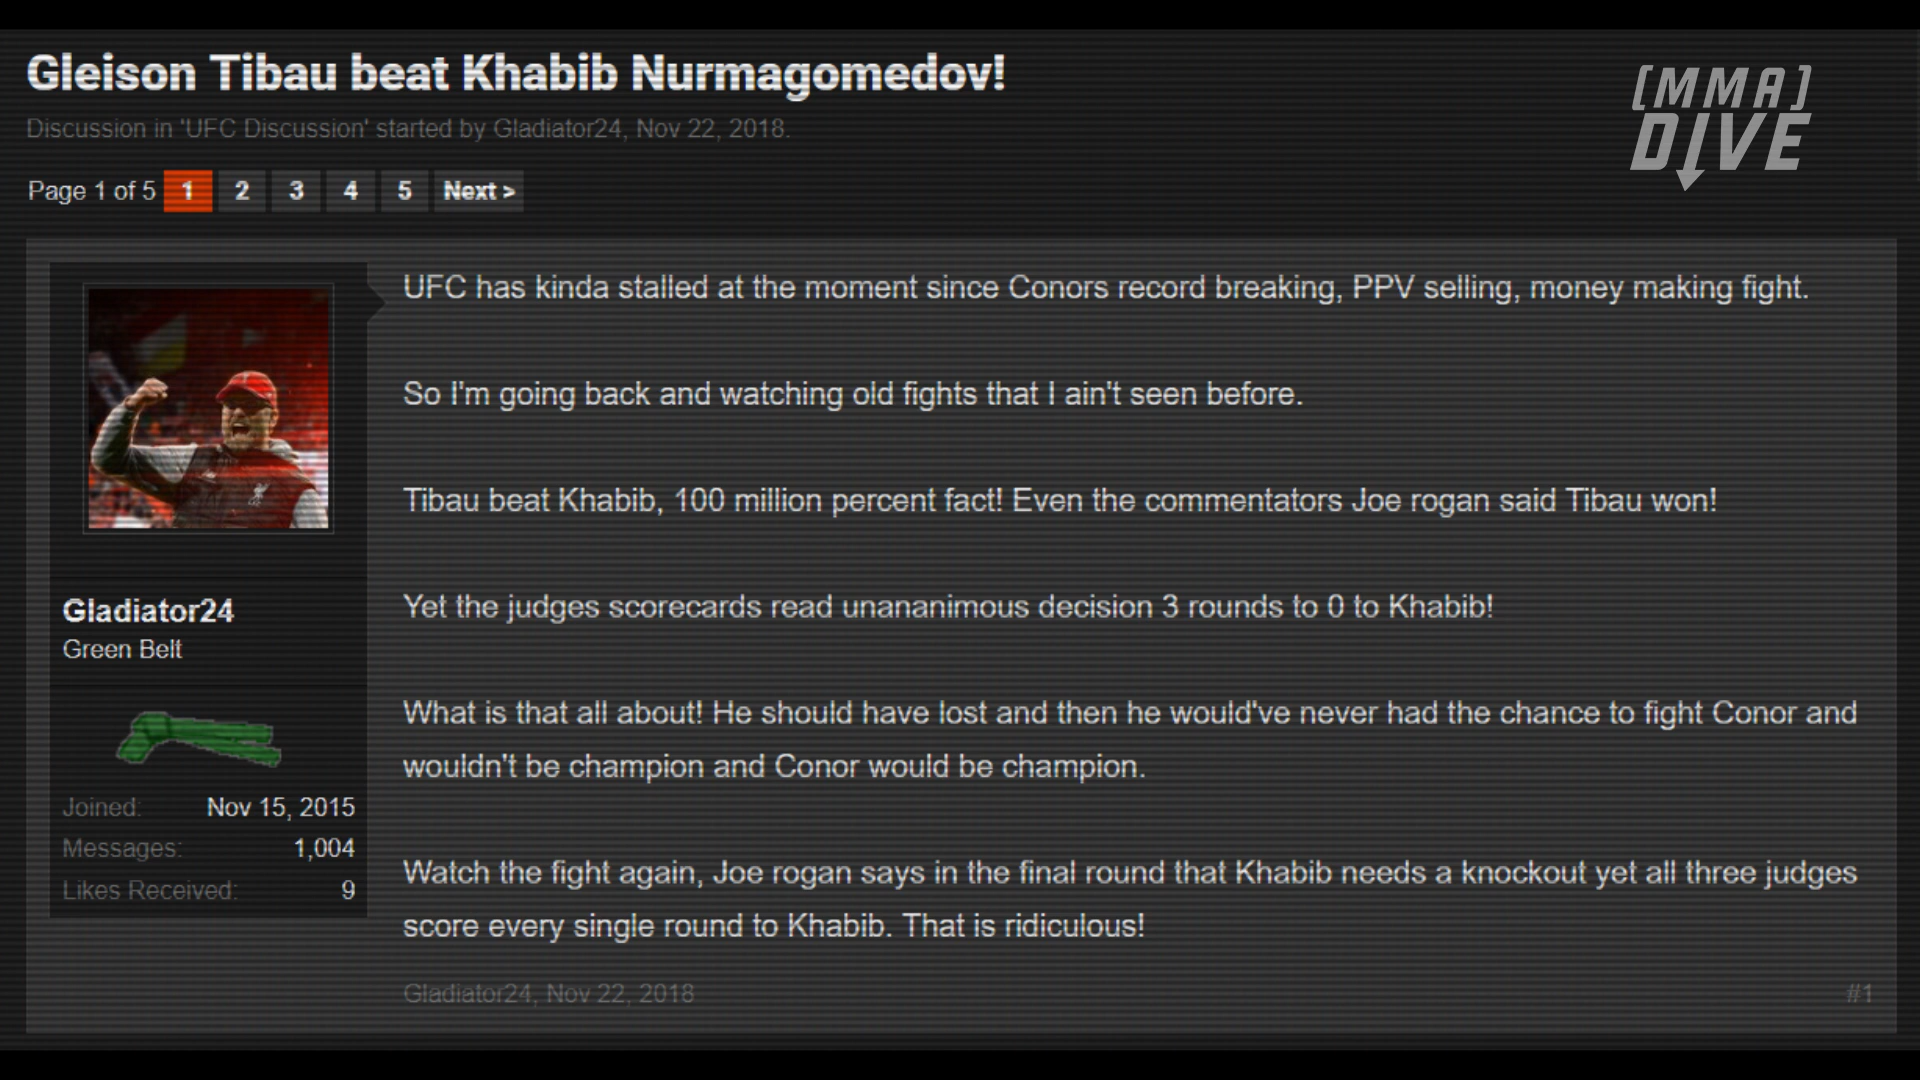 Gleison Tibau beat Khabib Nurmagomedov!
[MMA]
DIVE
Discussion in 'UFC Discussion' started by Gladiator24, Nov 22, 2018.
Page 1 of 5 1 2 3 4 5 Next >
UFC has kinda stalled at the moment since Conors record breaking, PPV selling, money making fight.
So I'm going back and watching old fights that I ain't seen before.
Tibau beat Khabib, 100 million percent fact! Even the commentators Joe rogan said Tibau won!
Yet the judges scorecards read unananimous decision 3 rounds to 0 to Khabib!
What is that all about! He should have lost and then he would've never had the chance to fight Conor and
wouldn't be champion and Conor would be champion.
Watch the fight again, Joe rogan says in the final round that Khabib needs a knockout yet all three judges
score every single round to Khabib. That is ridiculous!
Gladiator24, Nov 22, 2018
#1
Gladiator24
Green Belt
Joined: Nov 15, 2015
Messages: 1,004
Likes Received: 9